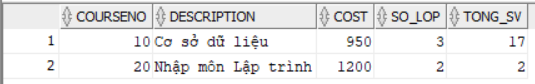 COURSENO DESCRIPTION COST SO_LOP TONG_SV
1 10 Cơ sở dữ liệu 950 3 17
2 20 Nhập môn Lập trình 1200 2 2